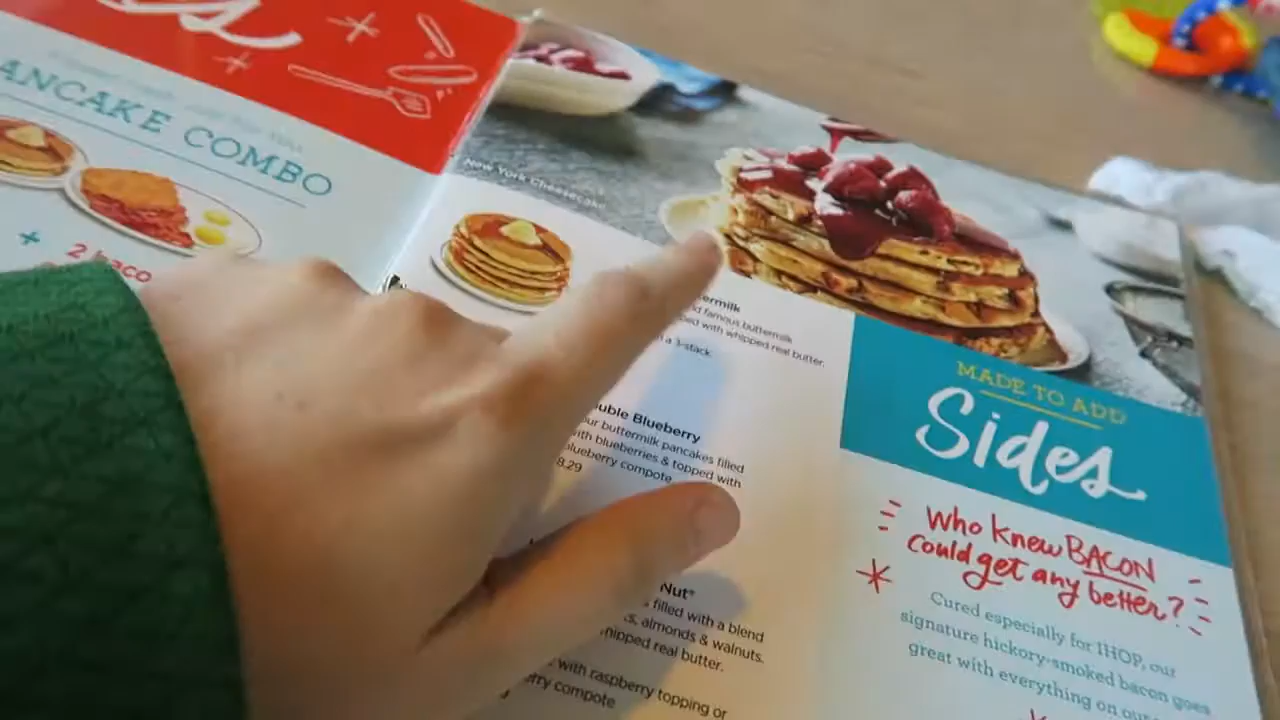 PANCAKE COMBO
+ 2 baco
New York Cheesecake
ermilk
d famous buttermilk
ped with whipped real butter.
n a 3-stack
uble Blueberry
ur buttermilk pancakes filled
with blueberries & topped with
blueberry compote
8.29
Nut®
s filled with a blend
s, almonds & walnuts.
hipped real butter.
with raspberry topping or
erry compote
MADE TO ADD
Sides
Who knew BACON
could get any better?
Cured especially for IHOP, our
signature hickory-smoked bacon goes
great with everything on our